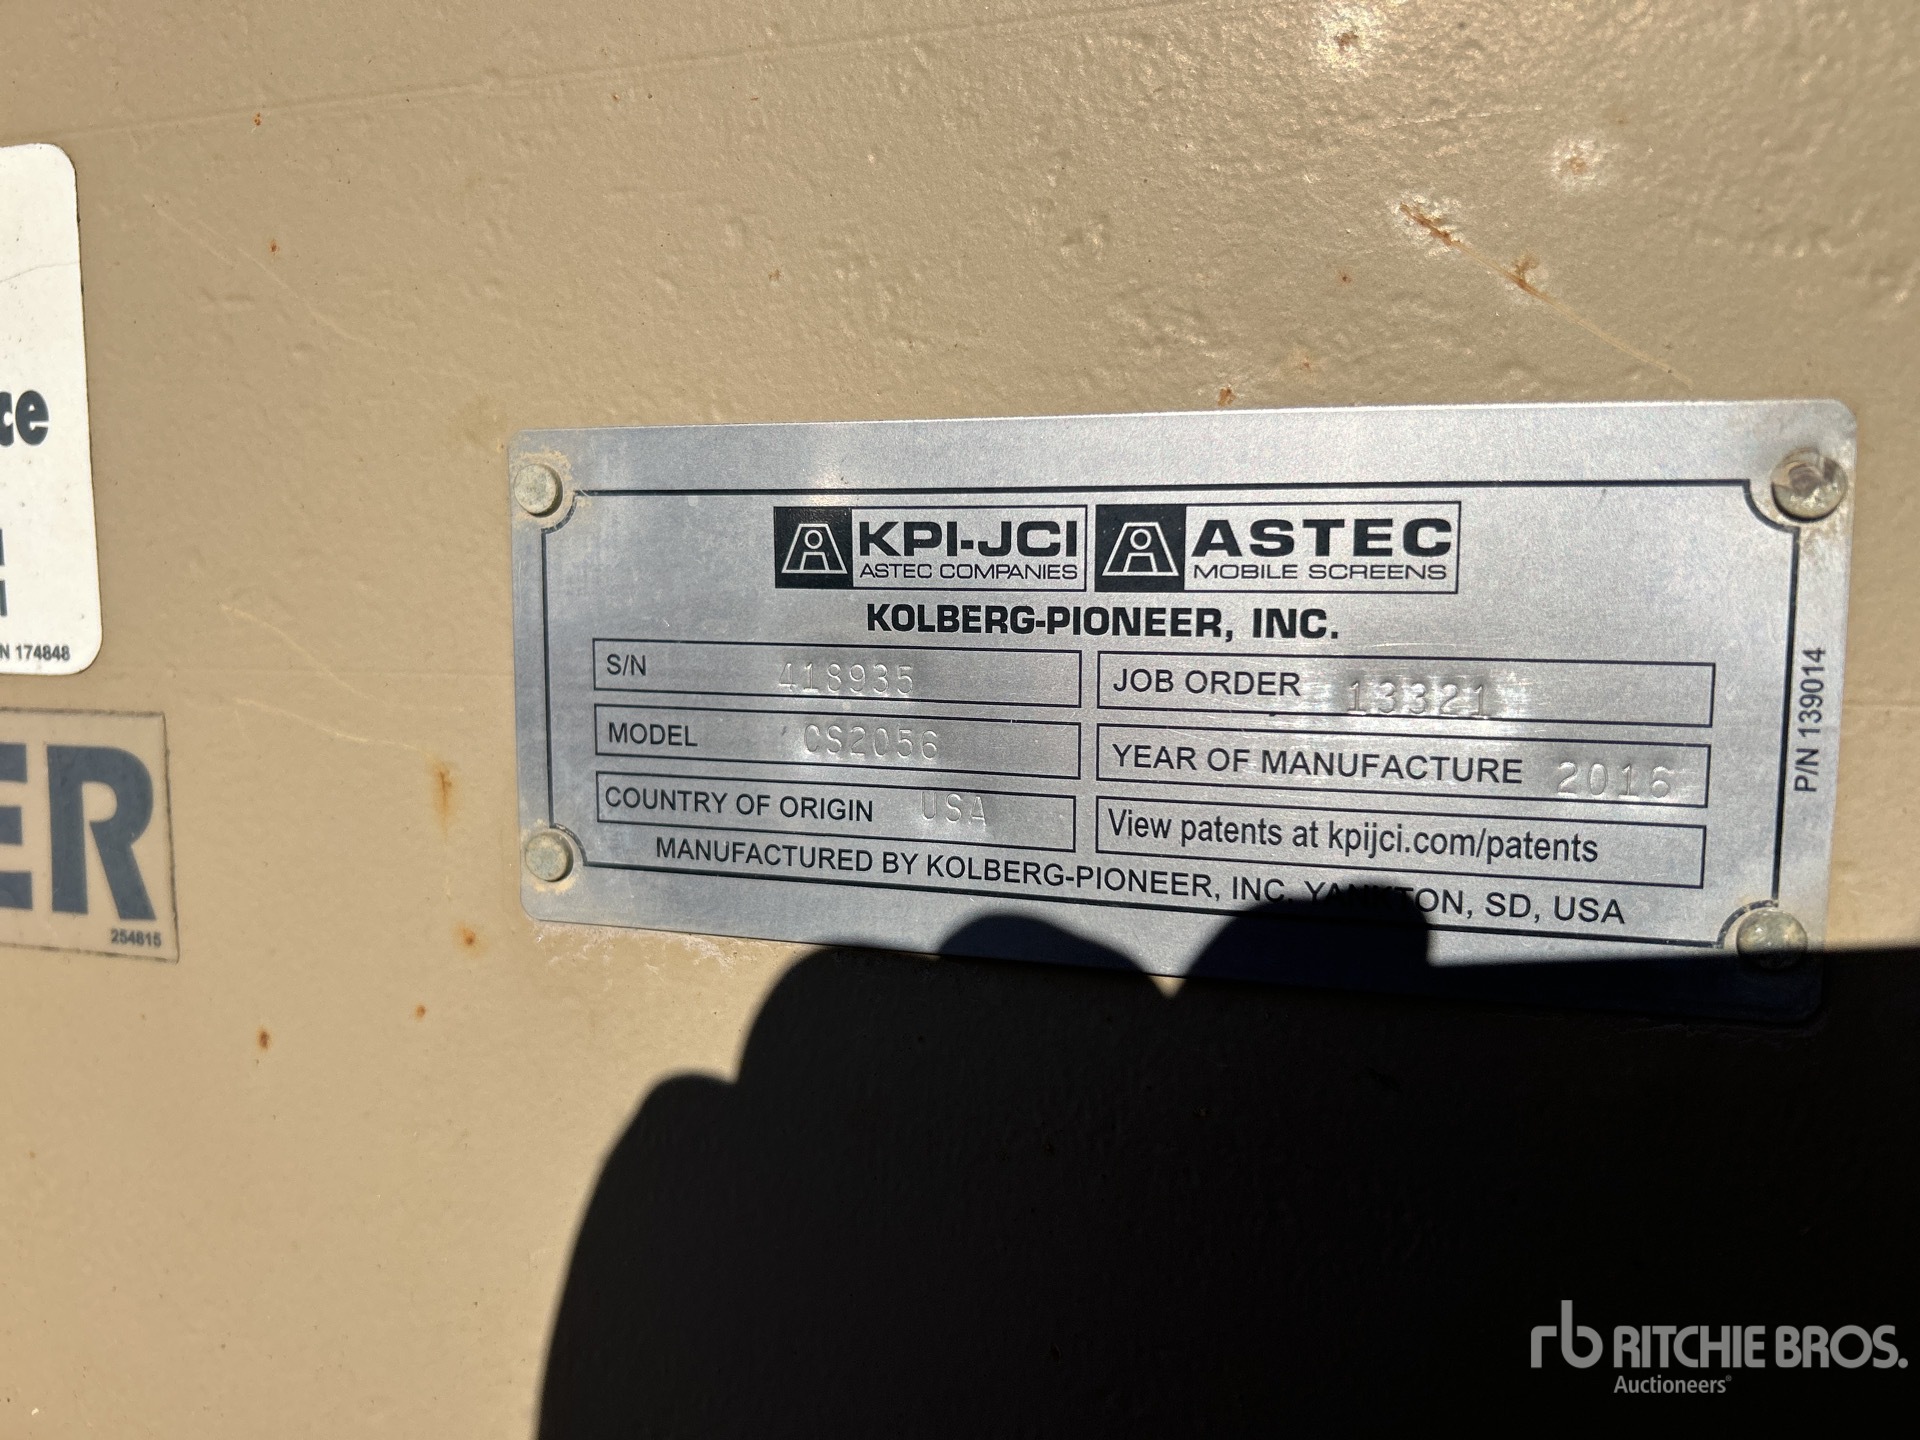 ce
N 174848
ER
254815
KPI-JCI
ASTEC COMPANIES
ASTEC
MOBILE SCREENS
KOLBERG-PIONEER, INC.
S/N 418935
JOB ORDER 13321
MODEL CS2056
YEAR OF MANUFACTURE 2016
COUNTRY OF ORIGIN USA
View patents at kpijci.com/patents
MANUFACTURED BY KOLBERG-PIONEER, INC. YANKTON, SD, USA
P/N 139014
rb RITCHIE BROS.
Auctioneers